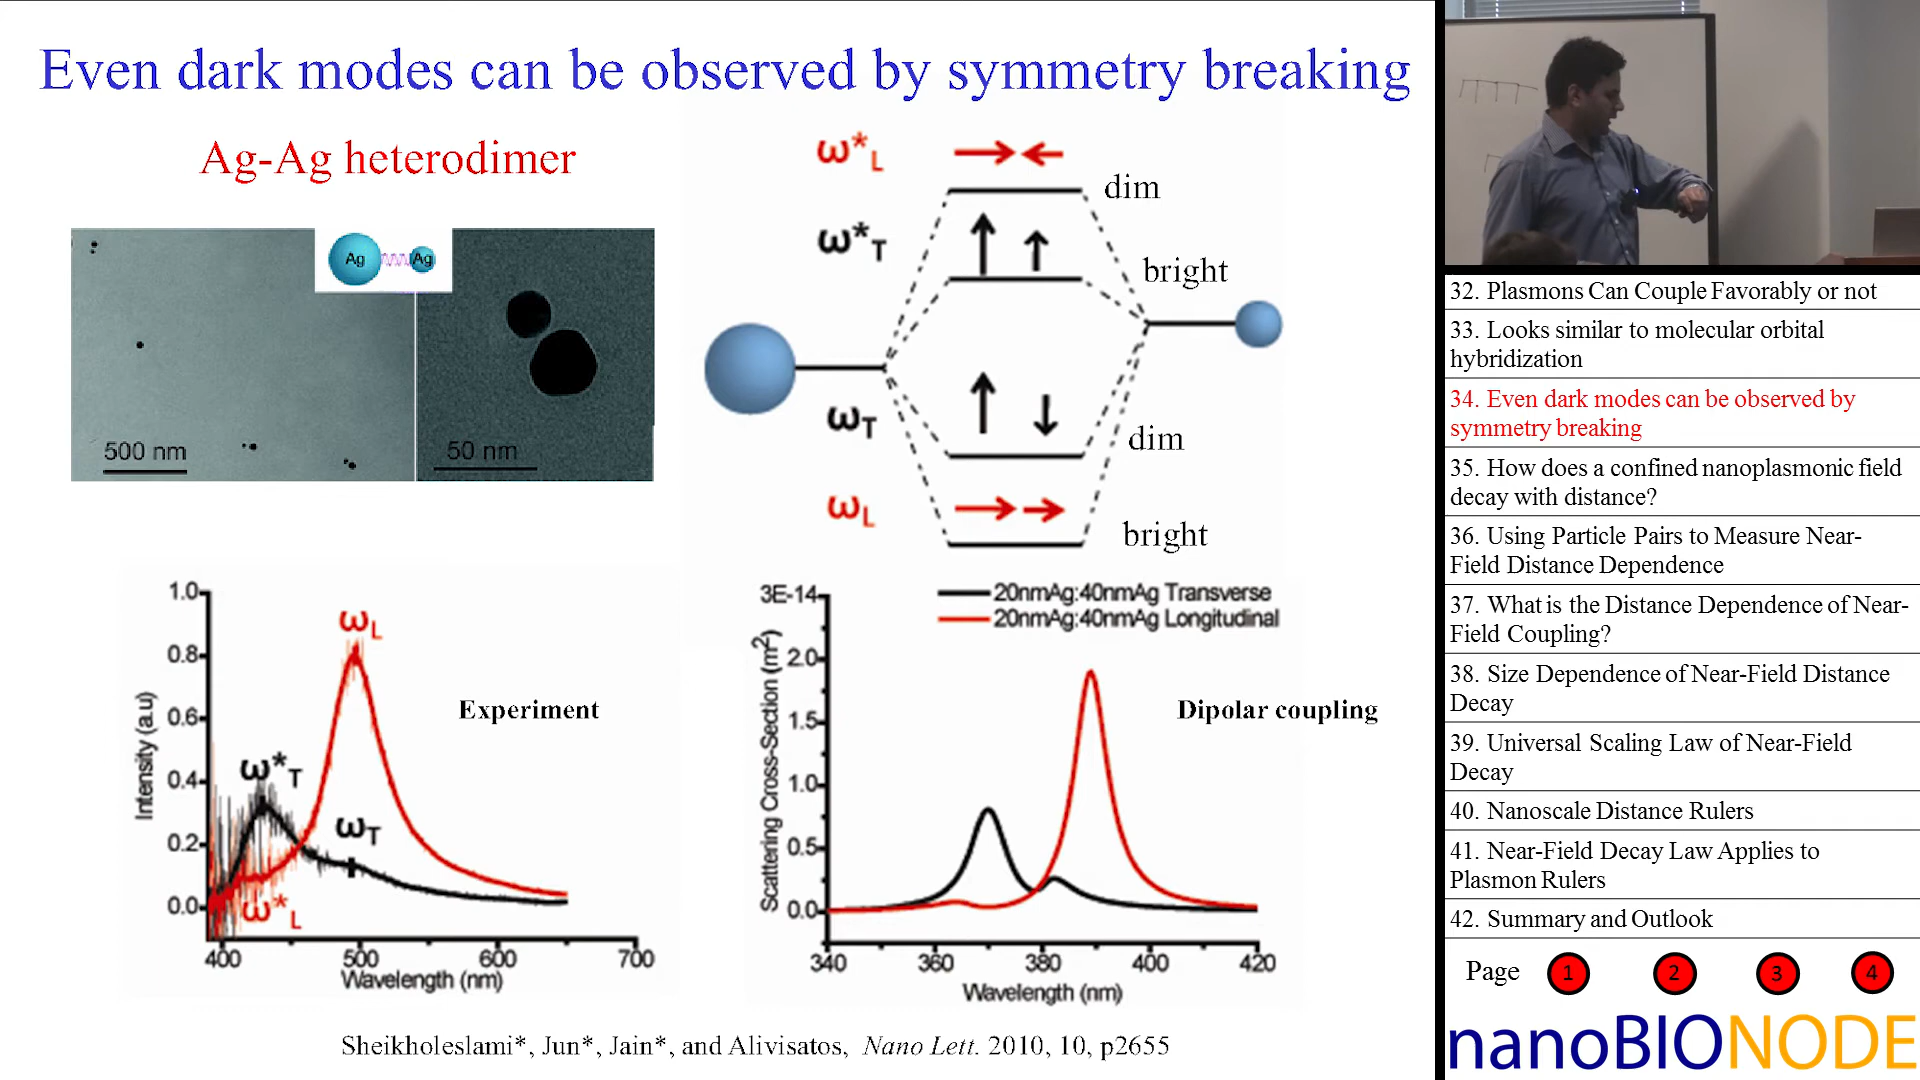 Even dark modes can be observed by symmetry breaking
Ag-Ag heterodimer
Ag
Ag
500 nm
50 nm
ω*L
dim
ω*T
bright
ωT
dim
ωL
bright
1.0
0.8
0.6
0.4
0.2
0.0
Intensity (a.u)
ωL
Experiment
ω*T
ωT
ω*L
400
500
600
700
Wavelength (nm)
3E-14
2.0
1.5
1.0
0.5
0.0
Scattering Cross-Section (m²)
20nmAg:40nmAg Transverse
20nmAg:40nmAg Longitudinal
Dipolar coupling
340
360
380
400
420
Wavelength (nm)
Sheikholeslami*, Jun*, Jain*, and Alivisatos, Nano Lett. 2010, 10, p2655
32. Plasmons Can Couple Favorably or not
33. Looks similar to molecular orbital
hybridization
34. Even dark modes can be observed by
symmetry breaking
35. How does a confined nanoplasmonic field
decay with distance?
36. Using Particle Pairs to Measure Near-
Field Distance Dependence
37. What is the Distance Dependence of Near-
Field Coupling?
38. Size Dependence of Near-Field Distance
Decay
39. Universal Scaling Law of Near-Field
Decay
40. Nanoscale Distance Rulers
41. Near-Field Decay Law Applies to
Plasmon Rulers
42. Summary and Outlook
Page 1 2 3 4
nanoBIONODE